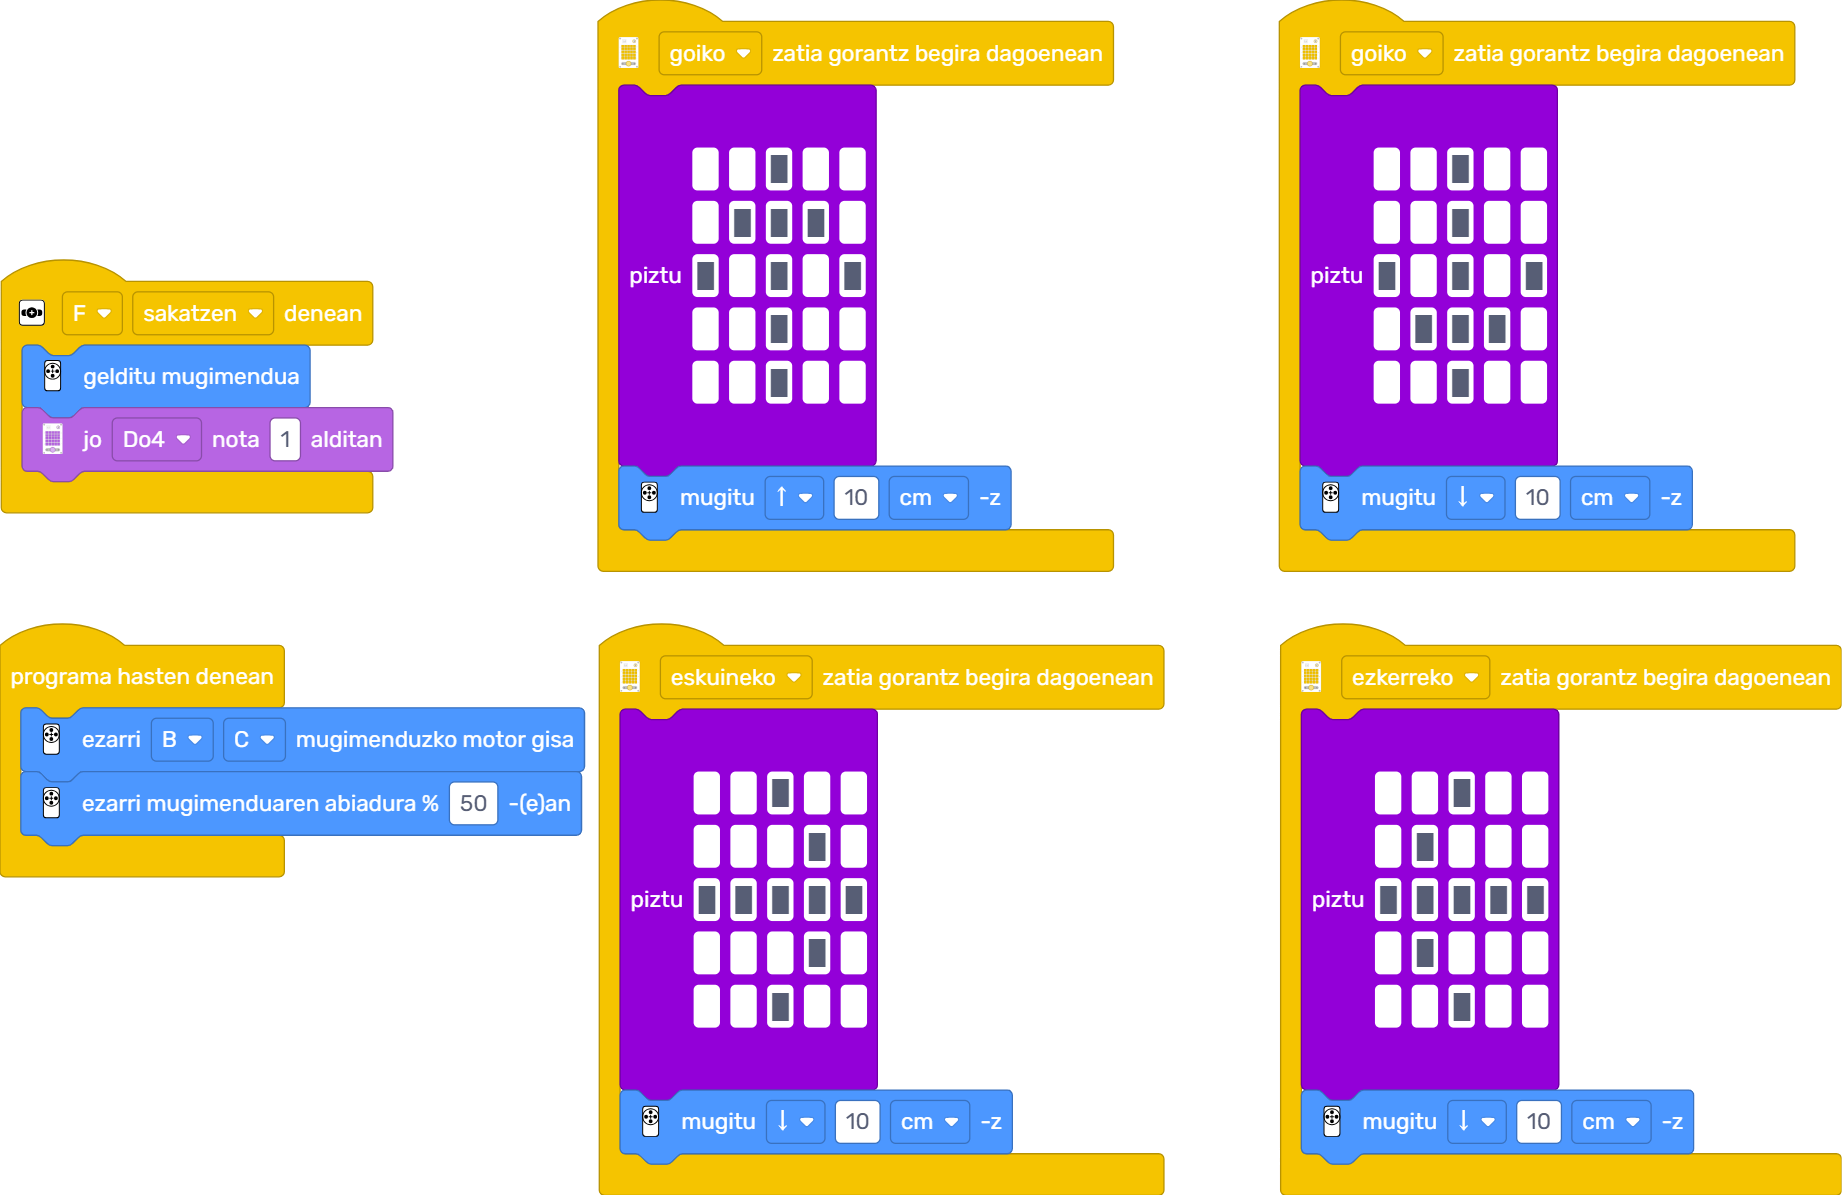 F sakatzen denean
gelditu mugimendua
jo Do4 nota 1 alditan
programa hasten denean
ezarri B C mugimenduzko motor gisa
ezarri mugimenduaren abiadura % 50 -(e)an
goiko zatia gorantz begira dagoenean
piztu
mugitu ↑ 10 cm -z
goiko zatia gorantz begira dagoenean
piztu
mugitu ↓ 10 cm -z
eskuineko zatia gorantz begira dagoenean
piztu
mugitu ↓ 10 cm -z
ezkerreko zatia gorantz begira dagoenean
piztu
mugitu ↓ 10 cm -z